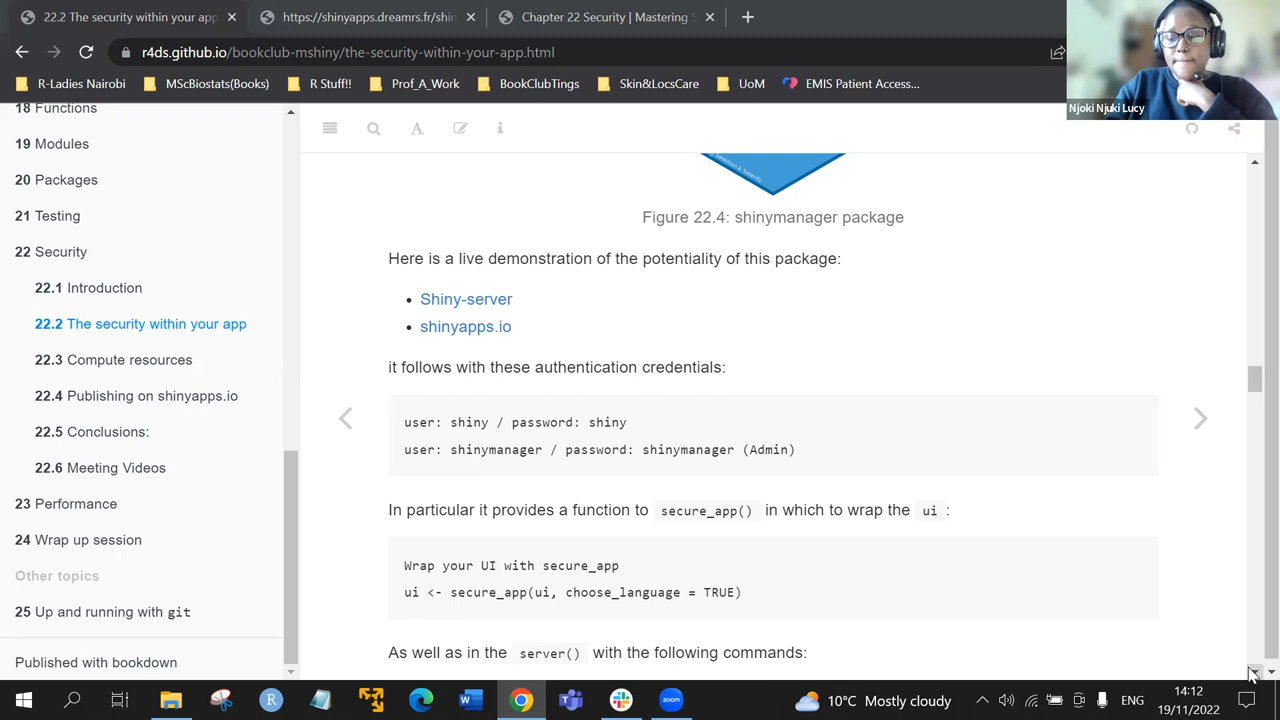 22.2 The security within your app
https://shinyapps.dreamrs.fr/shin
Chapter 22 Security | Mastering S
r4ds.github.io/bookclub-mshiny/the-security-within-your-app.html
R-Ladies Nairobi
MScBiostats(Books)
R Stuff!!
Prof_A_Work
BookClubTings
Skin&LocsCare
UoM
EMIS Patient Access...
Njoki Njuki Lucy
18 Functions
19 Modules
20 Packages
21 Testing
22 Security
22.1 Introduction
22.2 The security within your app
22.3 Compute resources
22.4 Publishing on shinyapps.io
22.5 Conclusions:
22.6 Meeting Videos
23 Performance
24 Wrap up session
Other topics
25 Up and running with git
Published with bookdown
Figure 22.4: shinymanager package
Here is a live demonstration of the potentiality of this package:
• Shiny-server
• shinyapps.io
it follows with these authentication credentials:
user: shiny / password: shiny
user: shinymanager / password: shinymanager (Admin)
In particular it provides a function to secure_app() in which to wrap the ui :
Wrap your UI with secure_app
ui <- secure_app(ui, choose_language = TRUE)
As well as in the server() with the following commands:
zoom
10°C Mostly cloudy
ENG
14:12
19/11/2022